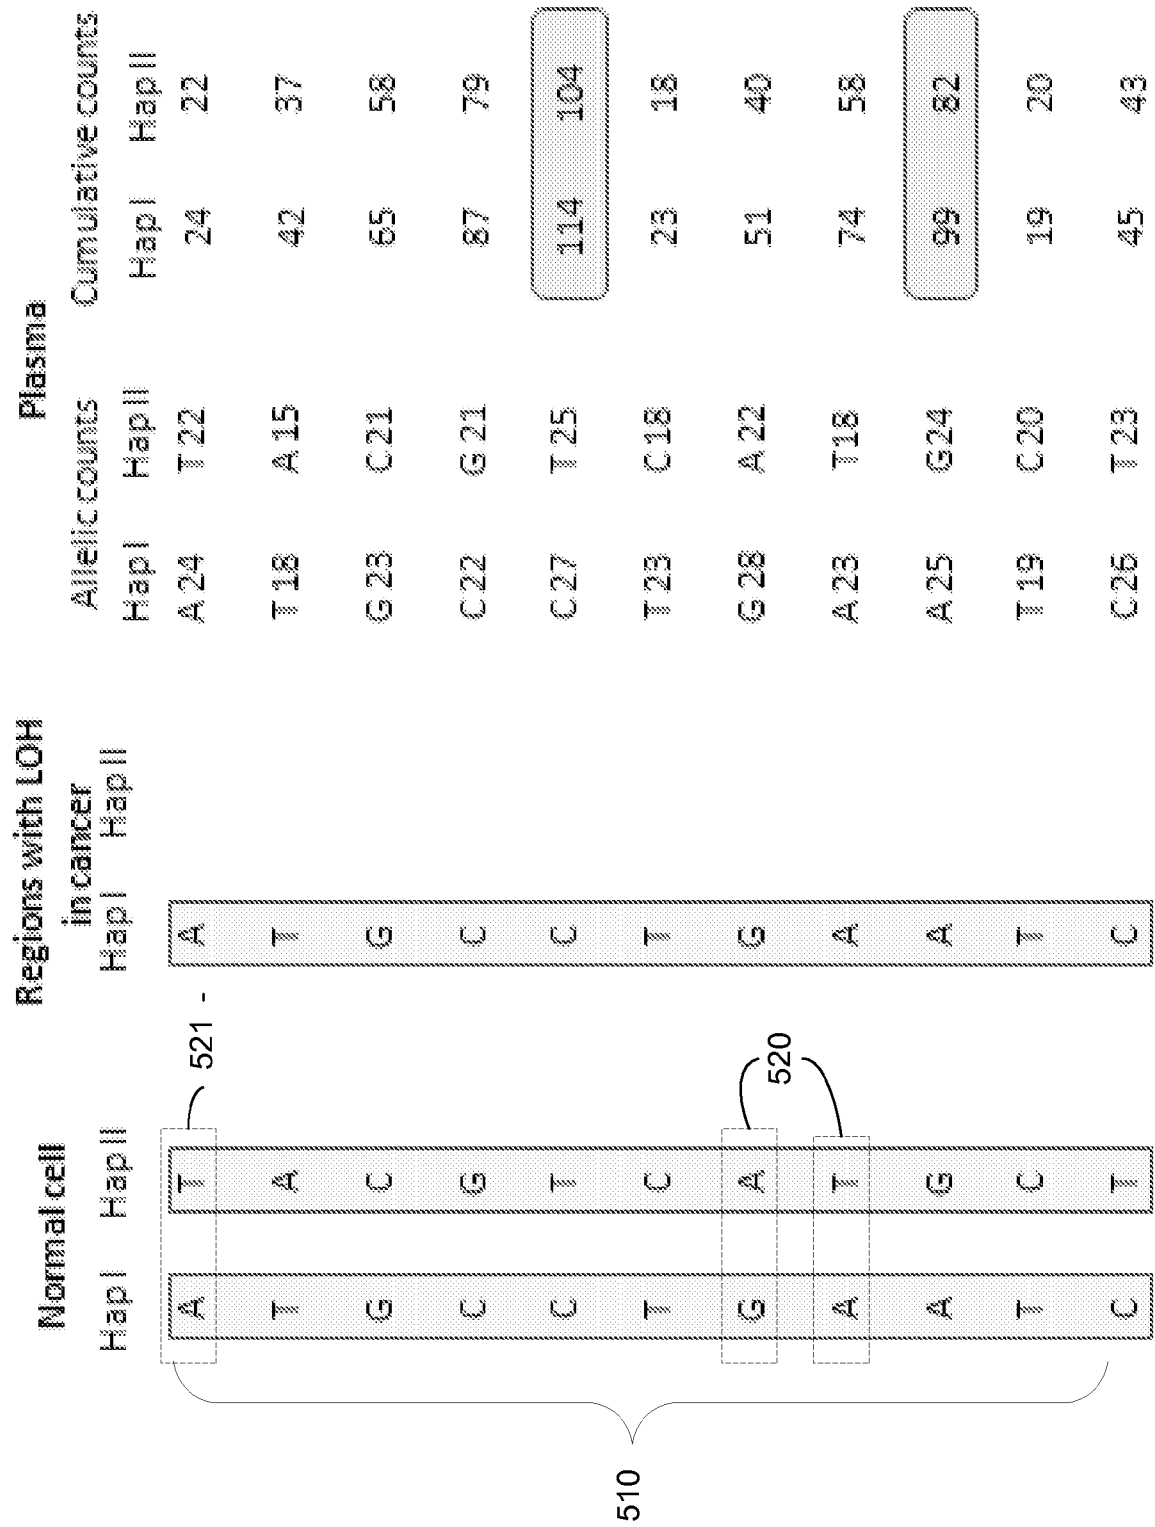 Normal cell Regions with LOH in cancer Plasma
Allelic counts Cumulative counts
Hap I Hap II Hap I Hap II Hap I Hap II Hap I Hap II
A T 521 - A A 24 T 22 24 22
T A T T 18 A 15 42 37
G C G G 23 C 21 65 58
C G C C 22 G 21 87 79
510 C T C C 27 T 25 114 104
T C T T 23 C 18 23 18
G A G G 28 A 22 51 40
520
A T A A 23 T 18 74 58
A G A A 25 G 24 99 82
T C T T 19 C 20 19 20
C T C C 26 T 23 45 43